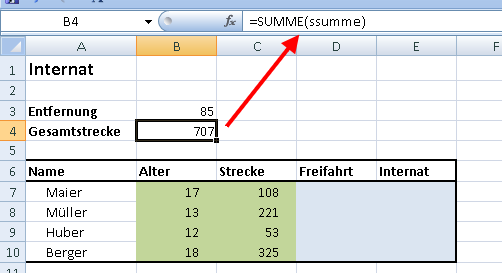 B4 fx =SUMME(ssumme)
A B C D E F
1 Internat
2
3 Entfernung 85
4 Gesamtstrecke 707
5
6 Name Alter Strecke Freifahrt Internat
7 Maier 17 108
8 Müller 13 221
9 Huber 12 53
10 Berger 18 325
11